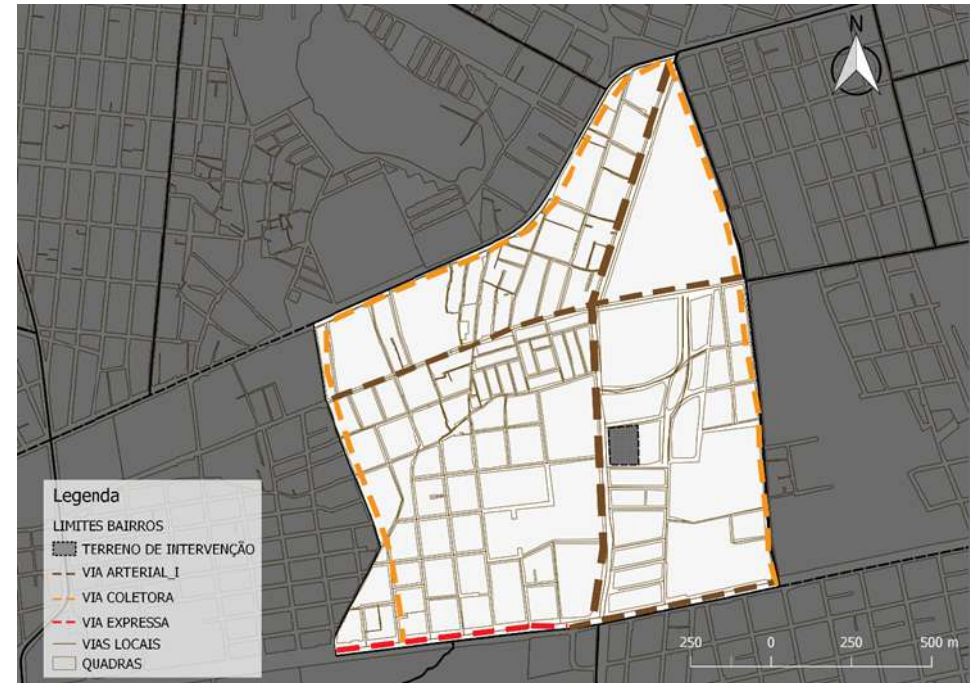 N
Legenda
LIMITES BAIRROS
TERRENO DE INTERVENÇÃO
VIA ARTERIAL_I
VIA COLETORA
VIA EXPRESSA
VIAS LOCAIS
QUADRAS
250 0 250 500 m